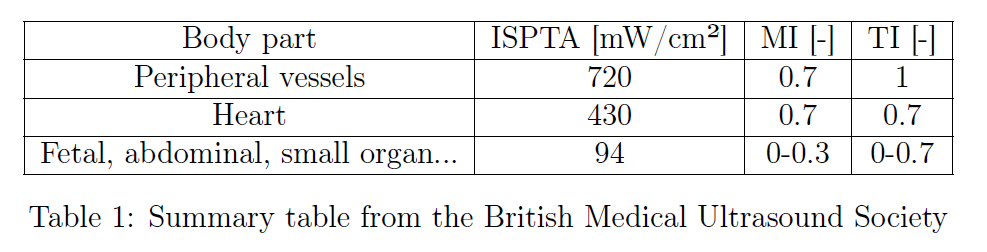 Body part ISPTA [mW/cm²] MI [-] TI [-]
Peripheral vessels 720 0.7 1
Heart 430 0.7 0.7
Fetal, abdominal, small organ... 94 0-0.3 0-0.7
Table 1: Summary table from the British Medical Ultrasound Society